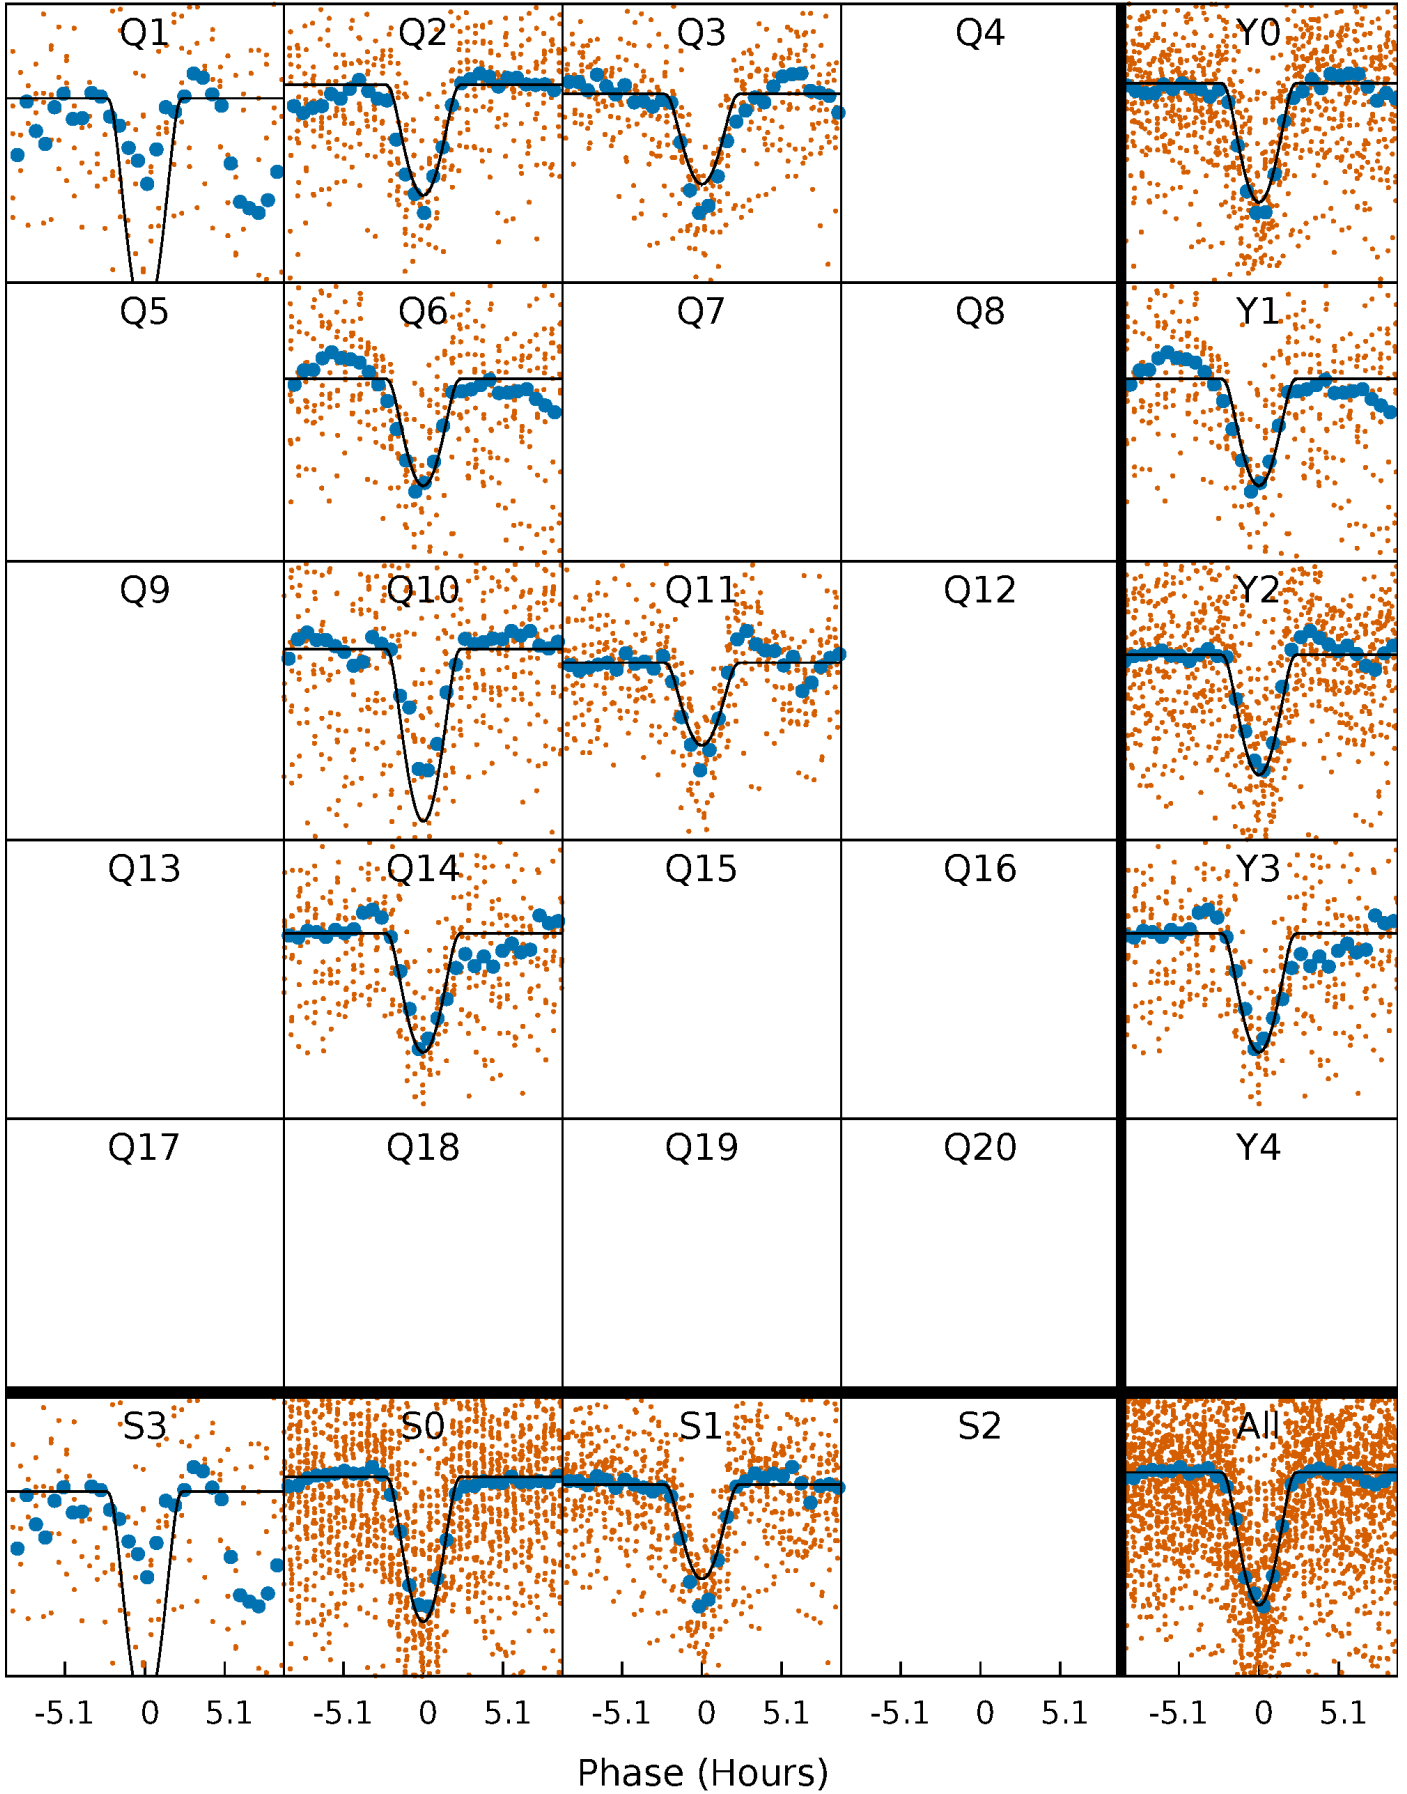 Q1 Q2 Q3 Q4 Y0
Q5 Q6 Q7 Q8 Y1
Q9 Q10 Q11 Q12 Y2
Q13 Q14 Q15 Q16 Y3
Q17 Q18 Q19 Q20 Y4
S3 S0 S1 S2 All
-5.1 0 5.1 -5.1 0 5.1 -5.1 0 5.1 -5.1 0 5.1 -5.1 0 5.1
Phase (Hours)